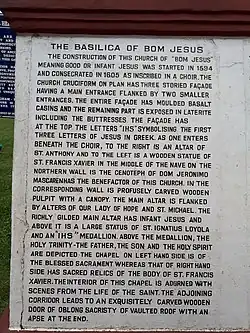 THE BASILICA OF BOM JESUS
THE CONSTRUCTION OF THIS CHURCH OF "BOM JESUS"
MEANING GOOD OR INFANT JESUS WAS STARTED IN 1594
AND CONSECRATED IN 1605 AS INSCRIBED IN A CHOIR. THE
CHURCH CRUCIFORM ON PLAN HAS THREE STORIED FAÇADE
HAVING A MAIN ENTRANCE FLANKED BY TWO SMALLER
ENTRANCES. THE ENTIRE FAÇADE HAS MOULDED BASALT
CASINS AND THE REMAINING PART IS EXPOSED IN LATERITE
INCLUDING THE BUTTRESSES. THE FAÇADE HAS
AT THE TOP THE LETTERS "IHS" SYMBOLISING THE FIRST
THREE LETTERS OF JESUS IN GREEK. AS ONE ENTERS
BENEATH THE CHOIR, TO THE RIGHT IS AN ALTAR OF
ST. ANTHONY AND TO THE LEFT IS A WOODEN STATUE OF
ST. FRANCIS XAVIER IN THE MIDDLE OF THE NAVE ON THE
NORTHERN WALL IS THE CENOTOPH OF DOM JERONIMO
MASCARENHAS THE BENEFACTOR OF THIS CHURCH. IN THE
CORRESPONDING WALL IS PROFUSELY CARVED WOODEN
PULPIT WITH A CANOPY. THE MAIN ALTAR IS FLANKED
BY ALTERS OF OUR LADY OF HOPE AND ST. MICHAEL. THE
RICHLY GILDED MAIN ALTAR HAS INFANT JESUS AND
ABOVE IT IS A LARGE STATUS OF ST. IGNATIUS LOYOLA
AND AN "IHS" MEDALLION. ABOVE THE MEDALLION, THE
HOLY TRINITY-THE FATHER, THE SON AND THE HOLY SPIRIT
ARE DEPICTED THE CHAPEL ON LEFT HAND SIDE IS OF
THE BLESSED SACRAMENT WHEREAS THAT OF RIGHT HAND
SIDE HAS SACRED RELICS OF THE BODY OF ST. FRANCIS
XAVIER. THE INTERIOR OF THIS CHAPEL IS ADORNED WITH
SCENES FROM THE LIFE OF THE SAINT. THE ADJOINING
CORRIDOR LEADS TO AN EXQUISITELY CARVED WOODEN
DOOR OF OBLONG SACRISTY OF VAULTED ROOF WITH AN
APSE AT THE END.